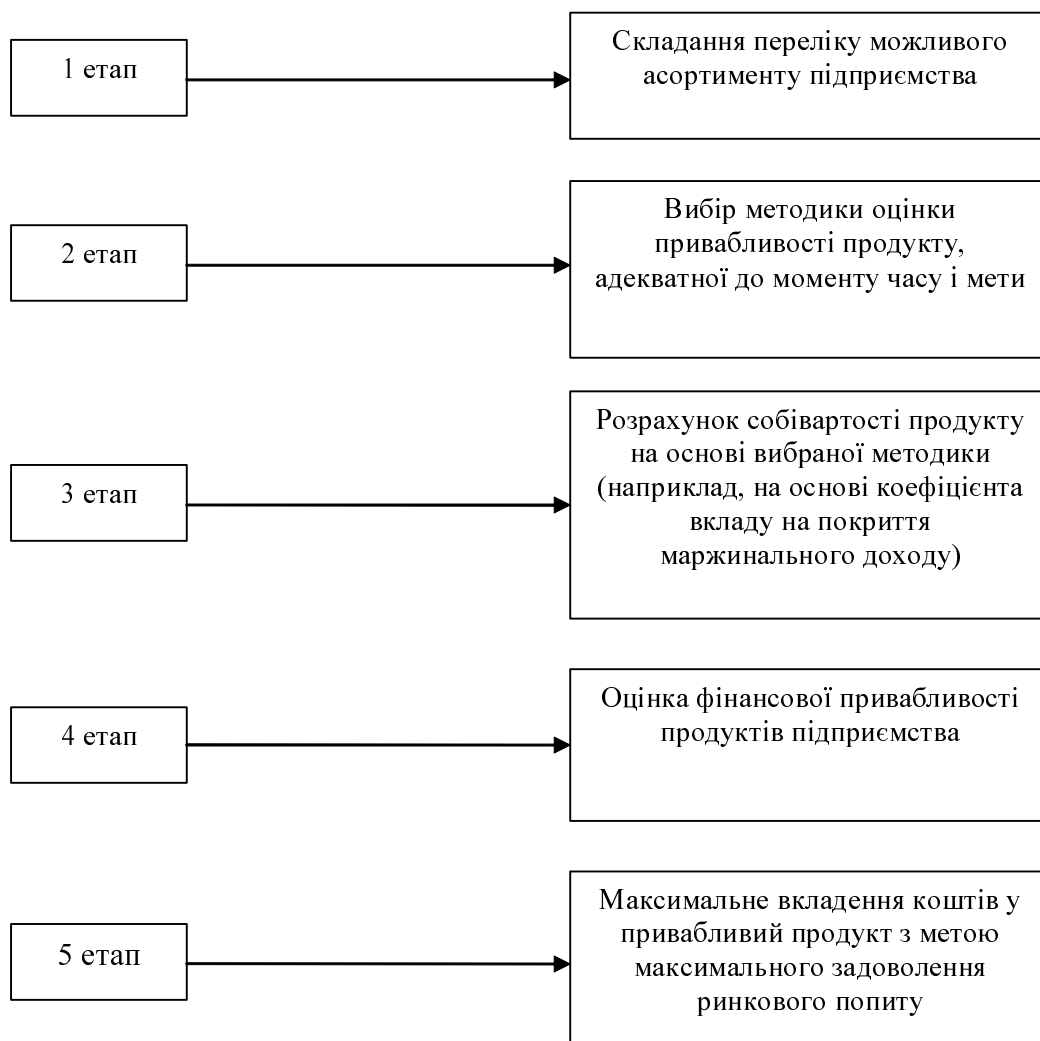 1 етап
Складання переліку можливого
асортименту підприємства
2 етап
Вибір методики оцінки
привабливості продукту,
адекватної до моменту часу і мети
3 етап
Розрахунок собівартості продукту
на основі вибраної методики
(наприклад, на основі коефіцієнта
вкладу на покриття
маржинального доходу)
4 етап
Оцінка фінансової привабливості
продуктів підприємства
5 етап
Максимальне вкладення коштів у
привабливий продукт з метою
максимального задоволення
ринкового попиту